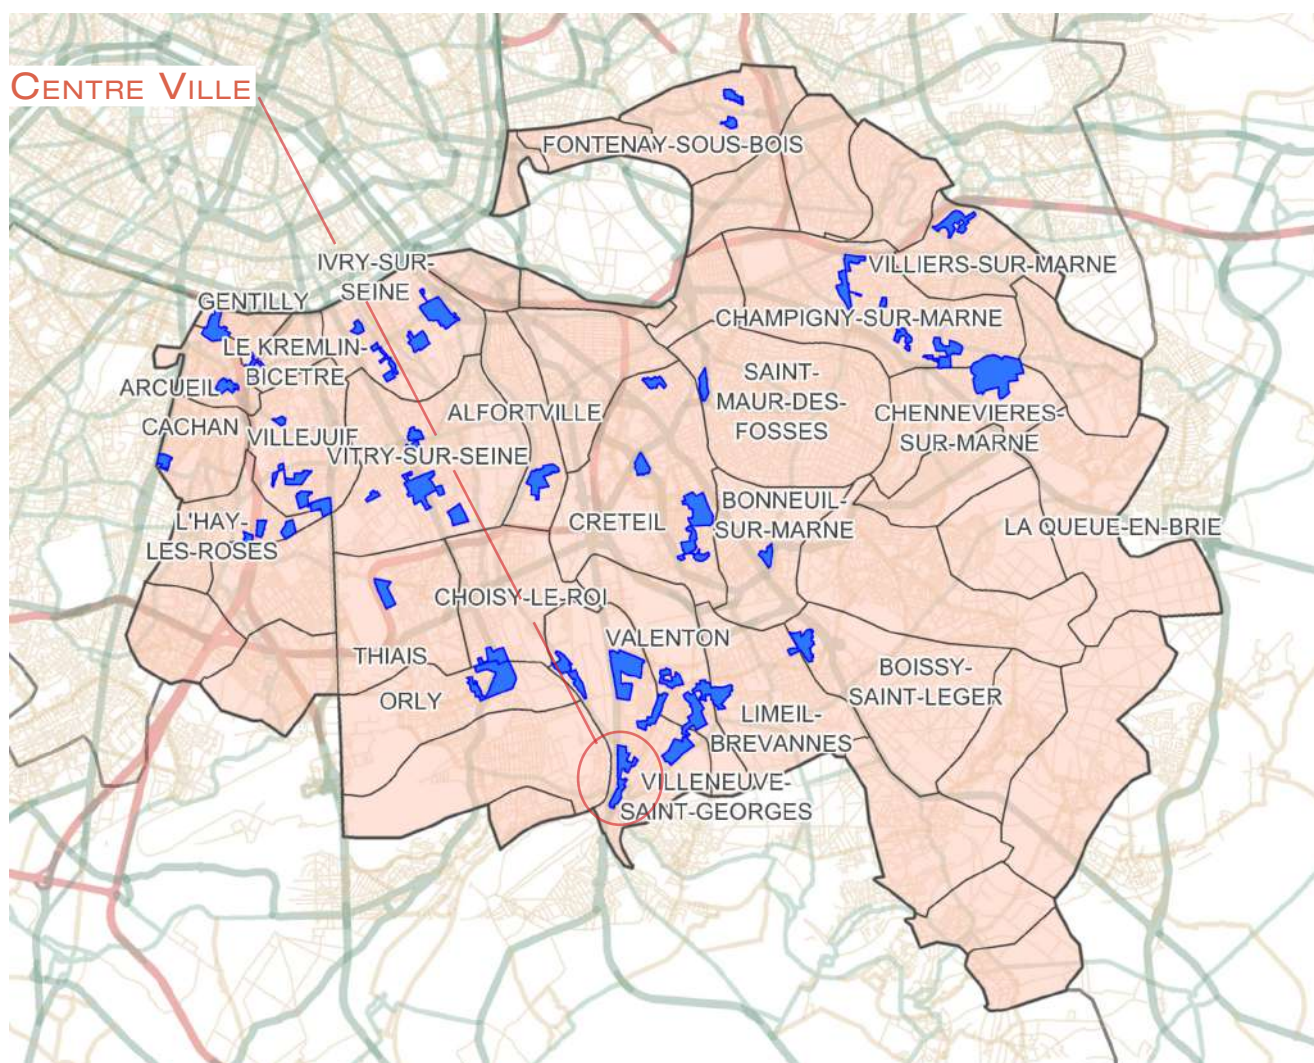 CENTRE VILLE
FONTENAY-SOUS-BOIS
IVRY-SUR-
SEINE
VILLIERS-SUR-MARNE
GENTILLY
CHAMPIGNY-SUR-MARNE
LE KREMLIN-
BICETRE
ARCUEIL
SAINT-
MAUR-DES-
FOSSES
CACHAN
VILLEJUIF
ALFORTVILLE
CHENNEVIERES-
SUR-MARNE
VITRY-SUR-SEINE
L'HAY-
LES-ROSES
CRETEIL
BONNEUIL-
SUR-MARNE
LA QUEUE-EN-BRIE
CHOISY-LE-ROI
THIAIS
VALENTON
ORLY
BOISSY-
SAINT-LEGER
LIMEIL-
BREVANNES
VILLENEUVE-
SAINT-GEORGES